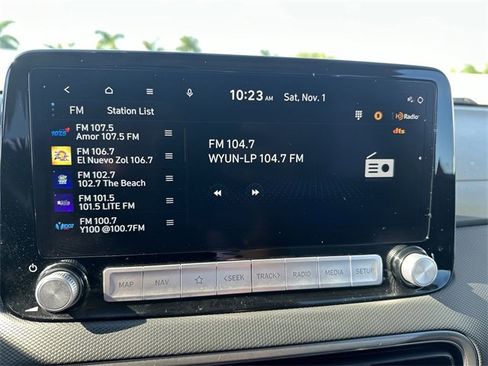 10:23 AM Sat, Nov. 1
FM Station List
HD Radio
dts
FM 107.5
Amor 107.5 FM
FM 106.7
El Nuevo Zol 106.7
FM 102.7
102.7 The Beach
FM 101.5
101.5 LITE FM
FM 100.7
Y100 @100.7FM
FM 104.7
WYUN-LP 104.7 FM
MAP NAV <SEEK TRACK> RADIO MEDIA SETUP